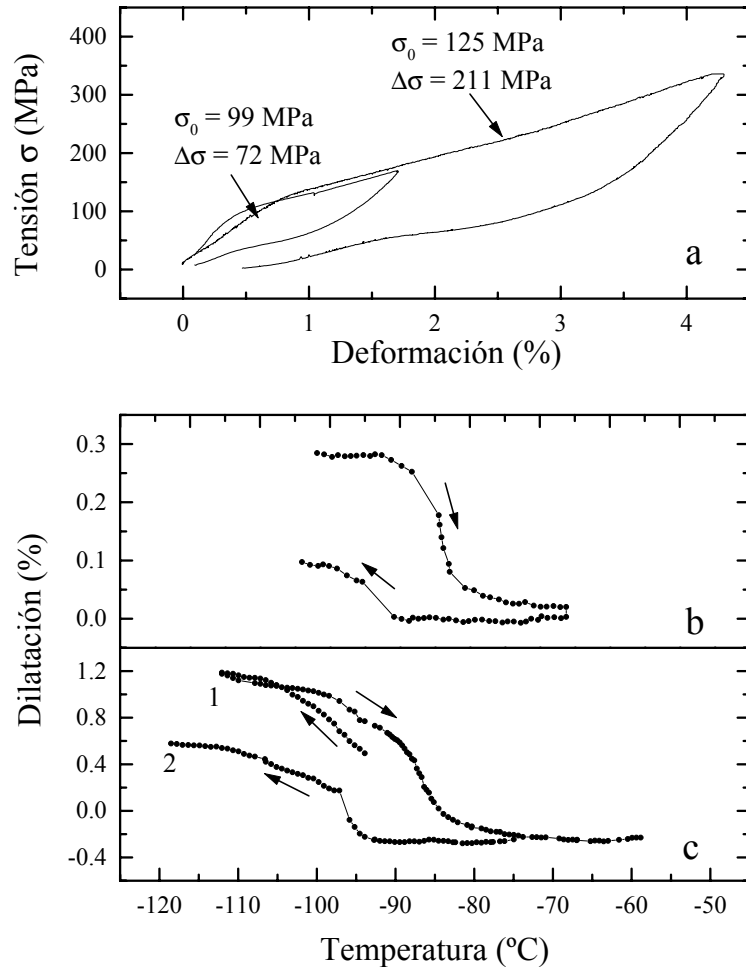 400
300
200
100
0
Tensión σ (MPa)
σ₀ = 125 MPa
Δσ = 211 MPa
σ₀ = 99 MPa
Δσ = 72 MPa
a
0 1 2 3 4
Deformación (%)
0.3
0.2
0.1
0.0
b
Dilatación (%)
1.2
0.8
0.4
0.0
-0.4
1
2
c
-120 -110 -100 -90 -80 -70 -60 -50
Temperatura (ºC)